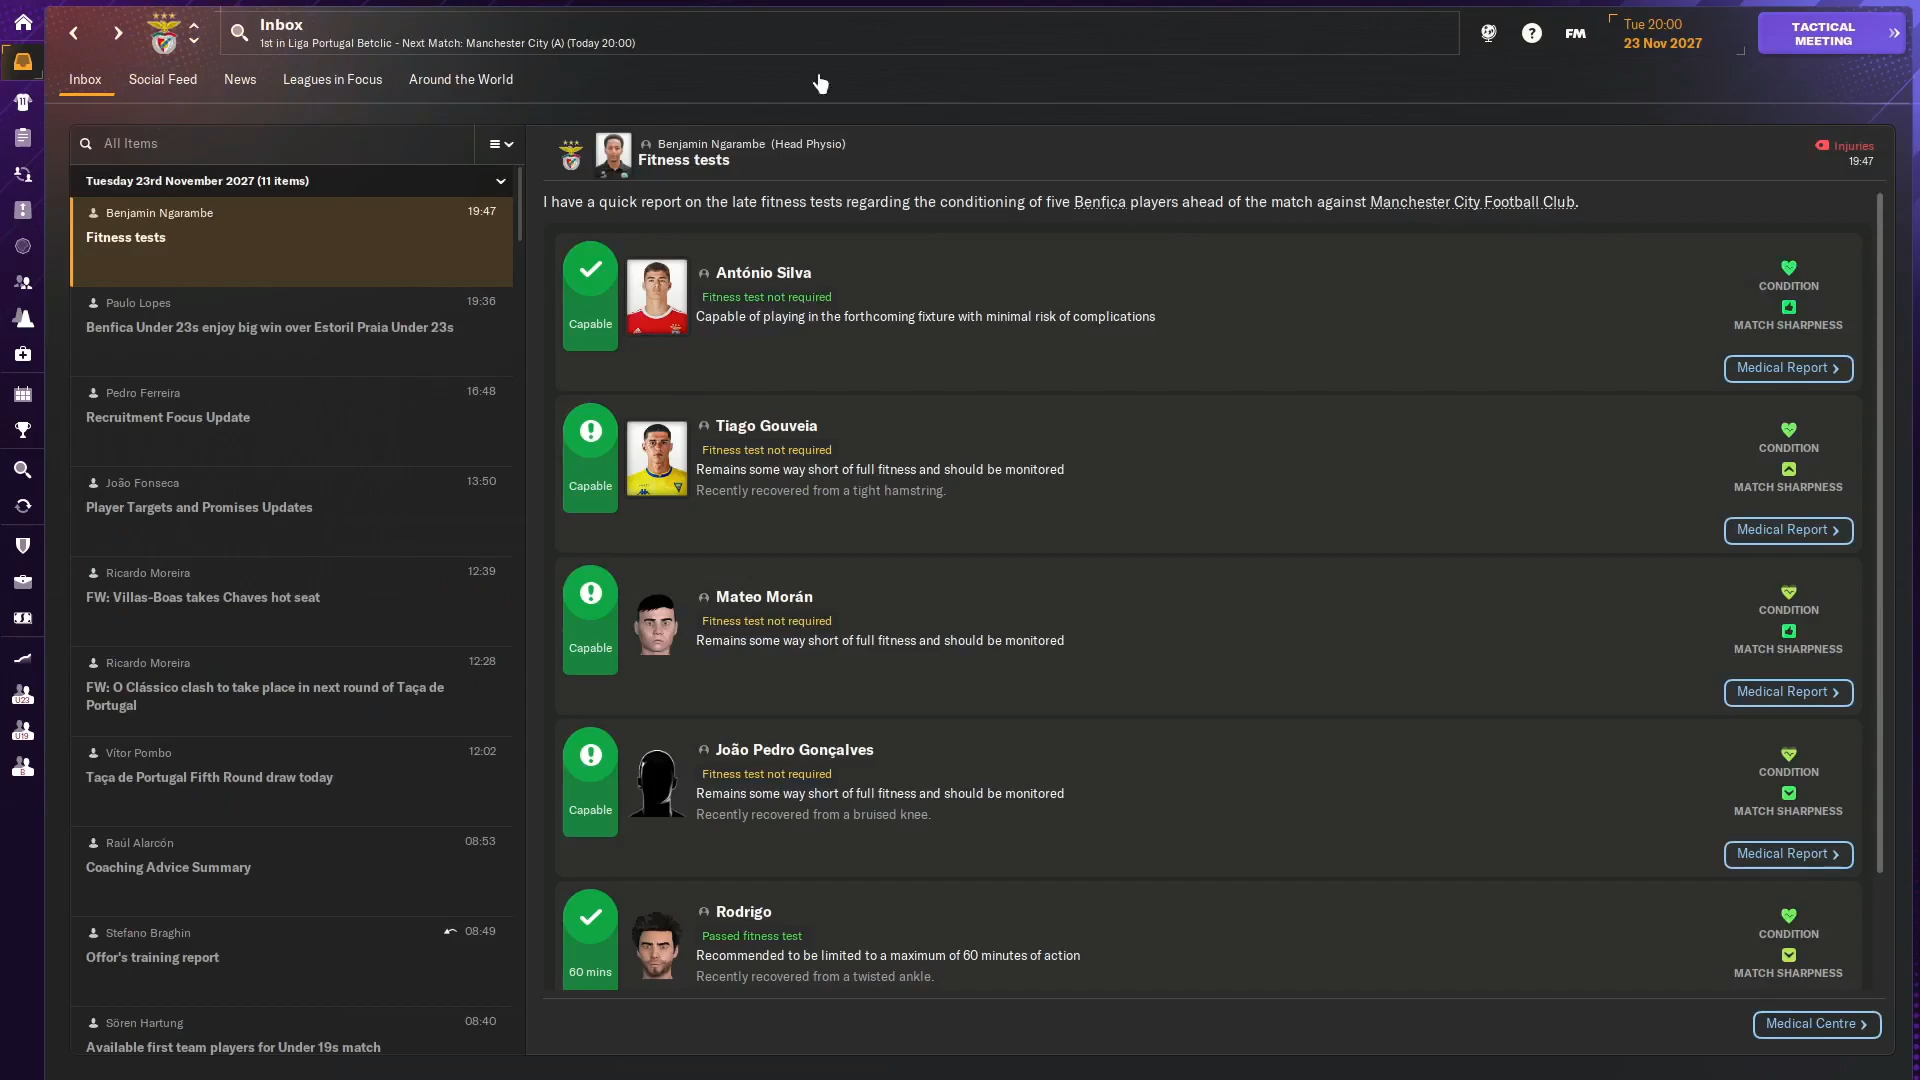 Inbox
1st in Liga Portugal Betclic - Next Match: Manchester City (A) (Today 20:00)
FM
Tue 20:00
23 Nov 2027
TACTICAL
MEETING
Inbox
Social Feed
News
Leagues in Focus
Around the World
All Items
Tuesday 23rd November 2027 (11 items)
Benjamin Ngarambe 19:47
Fitness tests
Paulo Lopes 19:36
Benfica Under 23s enjoy big win over Estoril Praia Under 23s
Pedro Ferreira 16:48
Recruitment Focus Update
João Fonseca 13:50
Player Targets and Promises Updates
Ricardo Moreira 12:39
FW: Villas-Boas takes Chaves hot seat
Ricardo Moreira 12:28
FW: O Clássico clash to take place in next round of Taça de
Portugal
Vítor Pombo 12:02
Taça de Portugal Fifth Round draw today
Raúl Alarcón 08:53
Coaching Advice Summary
Stefano Braghin 08:49
Offor's training report
Sören Hartung 08:40
Available first team players for Under 19s match
U23
U19
B
Benjamin Ngarambe (Head Physio)
Fitness tests
Injuries
19:47
I have a quick report on the late fitness tests regarding the conditioning of five Benfica players ahead of the match against Manchester City Football Club.
Capable
António Silva
Fitness test not required
Capable of playing in the forthcoming fixture with minimal risk of complications
CONDITION
MATCH SHARPNESS
Medical Report
Capable
Tiago Gouveia
Fitness test not required
Remains some way short of full fitness and should be monitored
Recently recovered from a tight hamstring.
CONDITION
MATCH SHARPNESS
Medical Report
Capable
Mateo Morán
Fitness test not required
Remains some way short of full fitness and should be monitored
CONDITION
MATCH SHARPNESS
Medical Report
Capable
João Pedro Gonçalves
Fitness test not required
Remains some way short of full fitness and should be monitored
Recently recovered from a bruised knee.
CONDITION
MATCH SHARPNESS
Medical Report
60 mins
Rodrigo
Passed fitness test
Recommended to be limited to a maximum of 60 minutes of action
Recently recovered from a twisted ankle.
CONDITION
MATCH SHARPNESS
Medical Centre